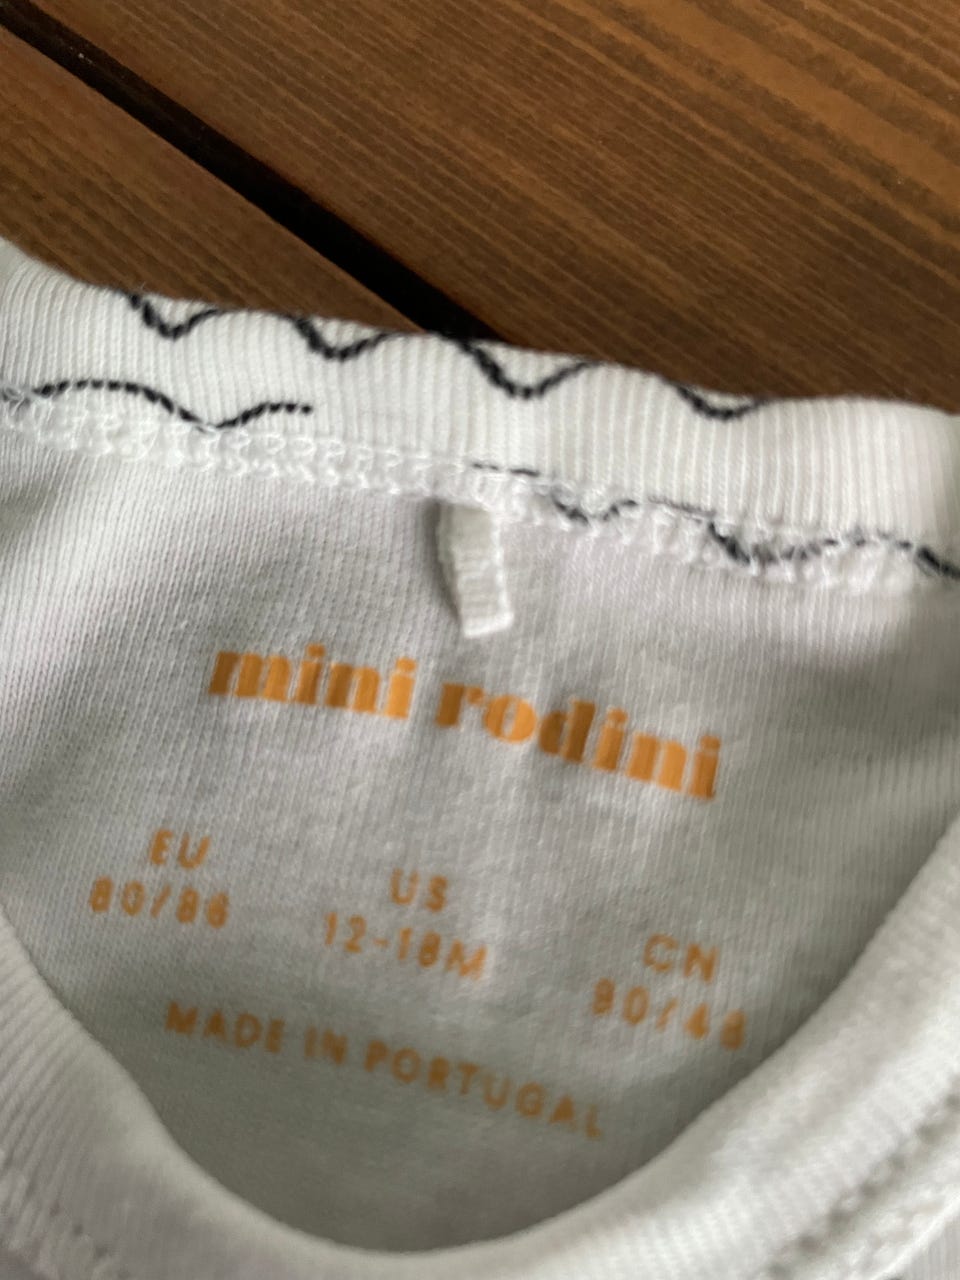 mini rodini
EU US CN
80/86 12-18M 80/48
MADE IN PORTUGAL